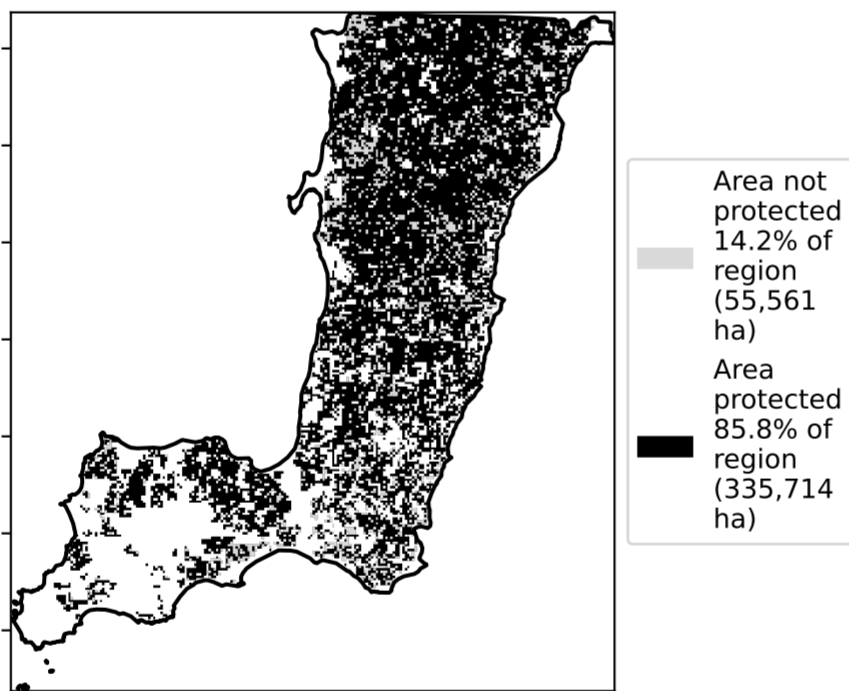 Area not
protected
14.2% of
region
(55,561
ha)
Area
protected
85.8% of
region
(335,714
ha)